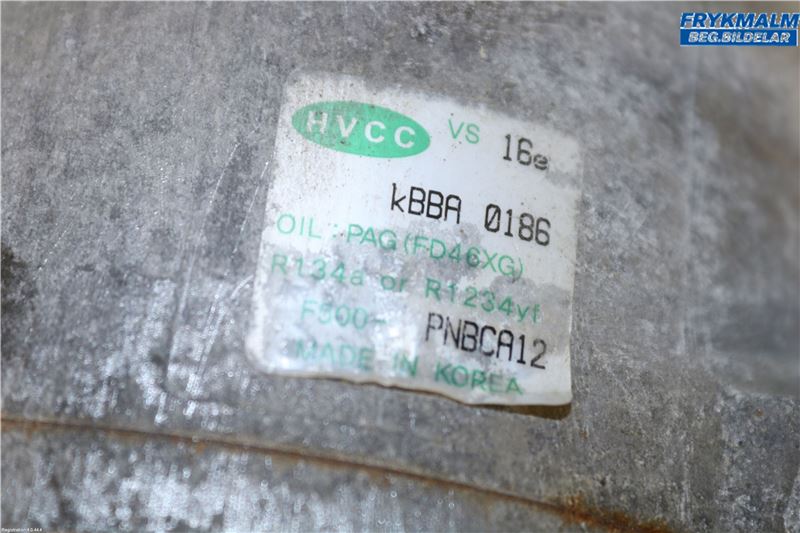 FRYKMALM
BEG.BILDELAR
HVCC VS 16e
kBBA 0186
OIL : PAG (FD46XG)
R134a or R1234yf
F500- PNBCA12
MADE IN KOREA